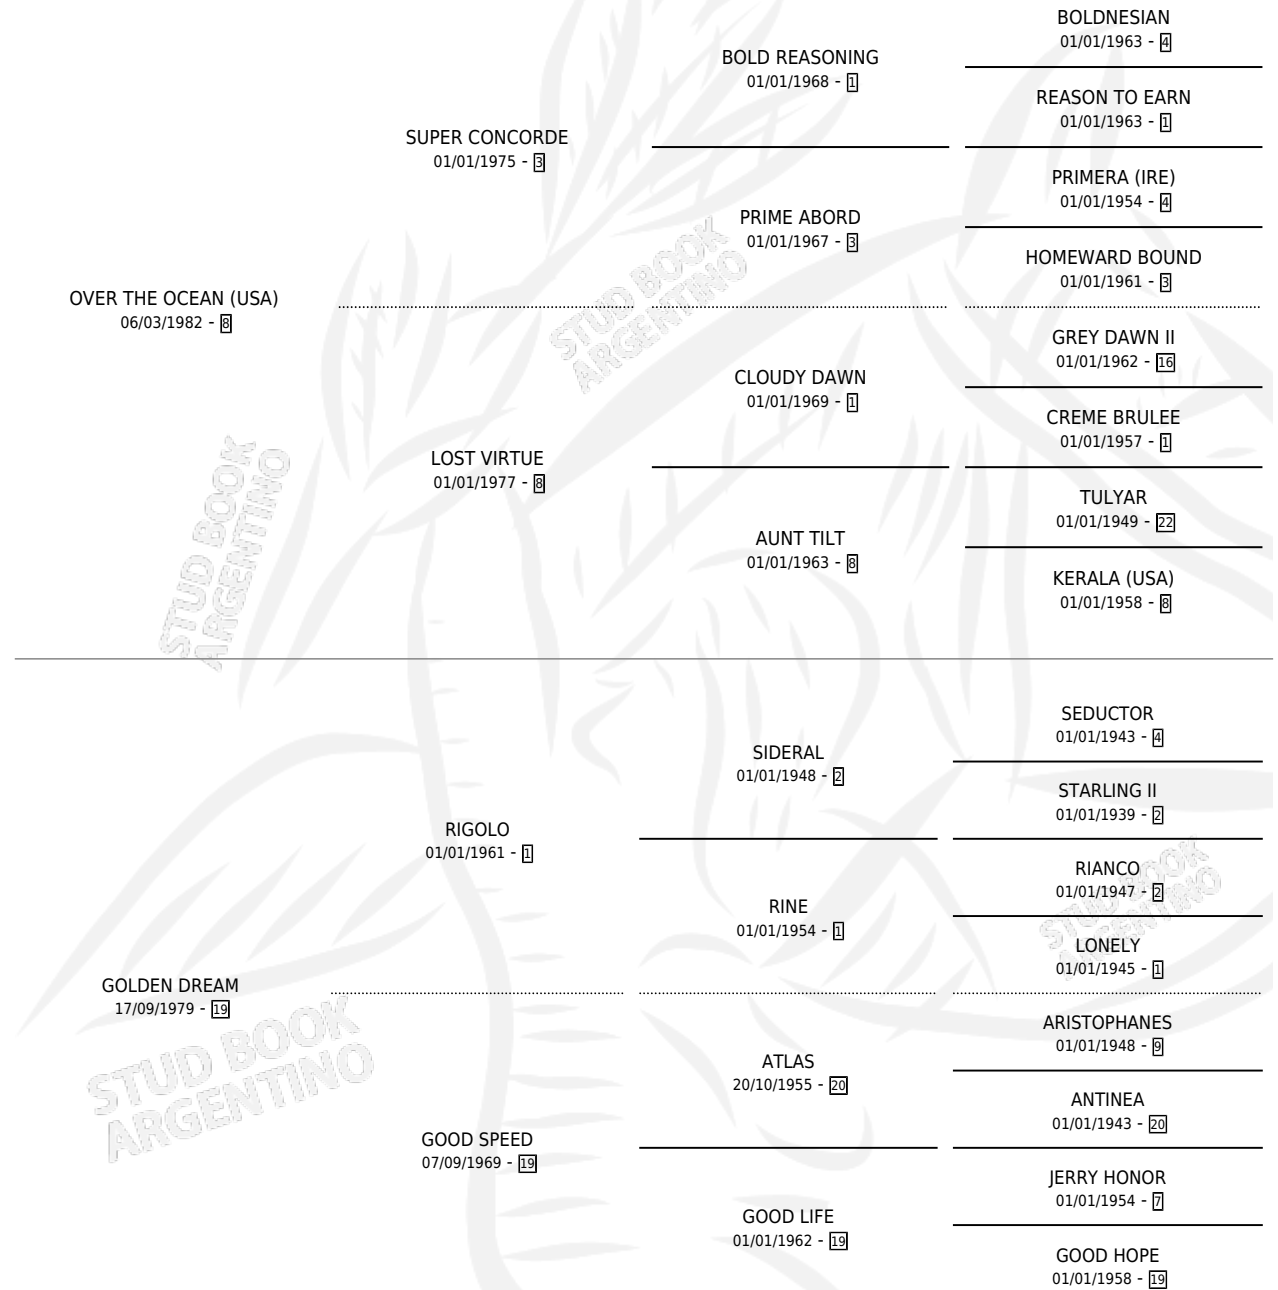 BOLDNESIAN
01/01/1963 - 4
BOLD REASONING
01/01/1968 - 1
REASON TO EARN
01/01/1963 - 1
SUPER CONCORDE
01/01/1975 - 3
PRIMERA (IRE)
01/01/1954 - 4
PRIME ABORD
01/01/1967 - 3
HOMEWARD BOUND
01/01/1961 - 3
OVER THE OCEAN (USA)
06/03/1982 - 8
GREY DAWN II
01/01/1962 - 16
CLOUDY DAWN
01/01/1969 - 1
CREME BRULEE
01/01/1957 - 1
LOST VIRTUE
01/01/1977 - 8
TULYAR
01/01/1949 - 22
AUNT TILT
01/01/1963 - 8
KERALA (USA)
01/01/1958 - 8
STUD BOOK
ARGENTINO
STUD BOOK
ARGENTINO
SEDUCTOR
01/01/1943 - 4
SIDERAL
01/01/1948 - 2
STARLING II
01/01/1939 - 2
RIGOLO
01/01/1961 - 1
RIANCO
01/01/1947 - 2
RINE
01/01/1954 - 1
LONELY
01/01/1945 - 1
STUD BOOK
ARGENTINO
GOLDEN DREAM
17/09/1979 - 19
ARISTOPHANES
01/01/1948 - 9
ATLAS
20/10/1955 - 20
ANTINEA
01/01/1943 - 20
GOOD SPEED
07/09/1969 - 19
JERRY HONOR
01/01/1954 - 7
GOOD LIFE
01/01/1962 - 19
GOOD HOPE
01/01/1958 - 19
STUD BOOK
ARGENTINO